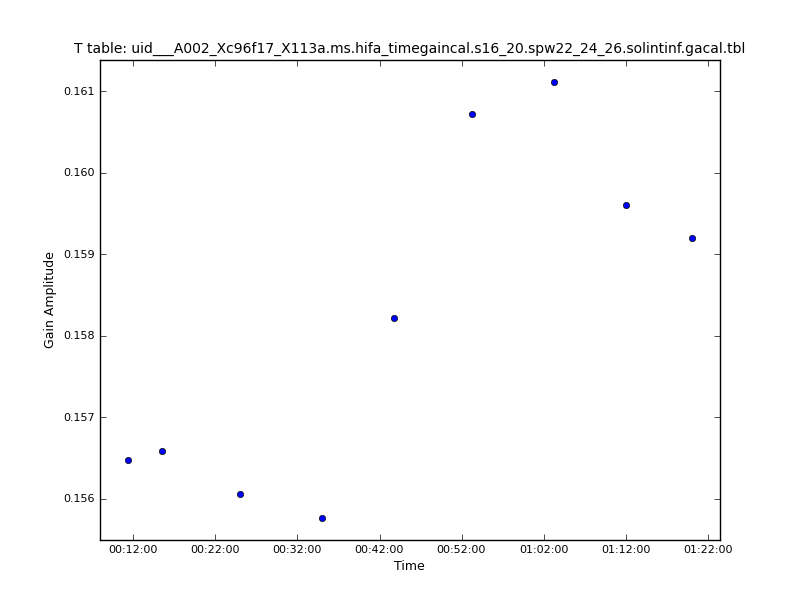 T table: uid___A002_Xc96f17_X113a.ms.hifa_timegaincal.s16_20.spw22_24_26.solintinf.gacal.tbl
0.161
0.160
0.159
0.158
0.157
0.156
Gain Amplitude
00:12:00 00:22:00 00:32:00 00:42:00 00:52:00 01:02:00 01:12:00 01:22:00
Time